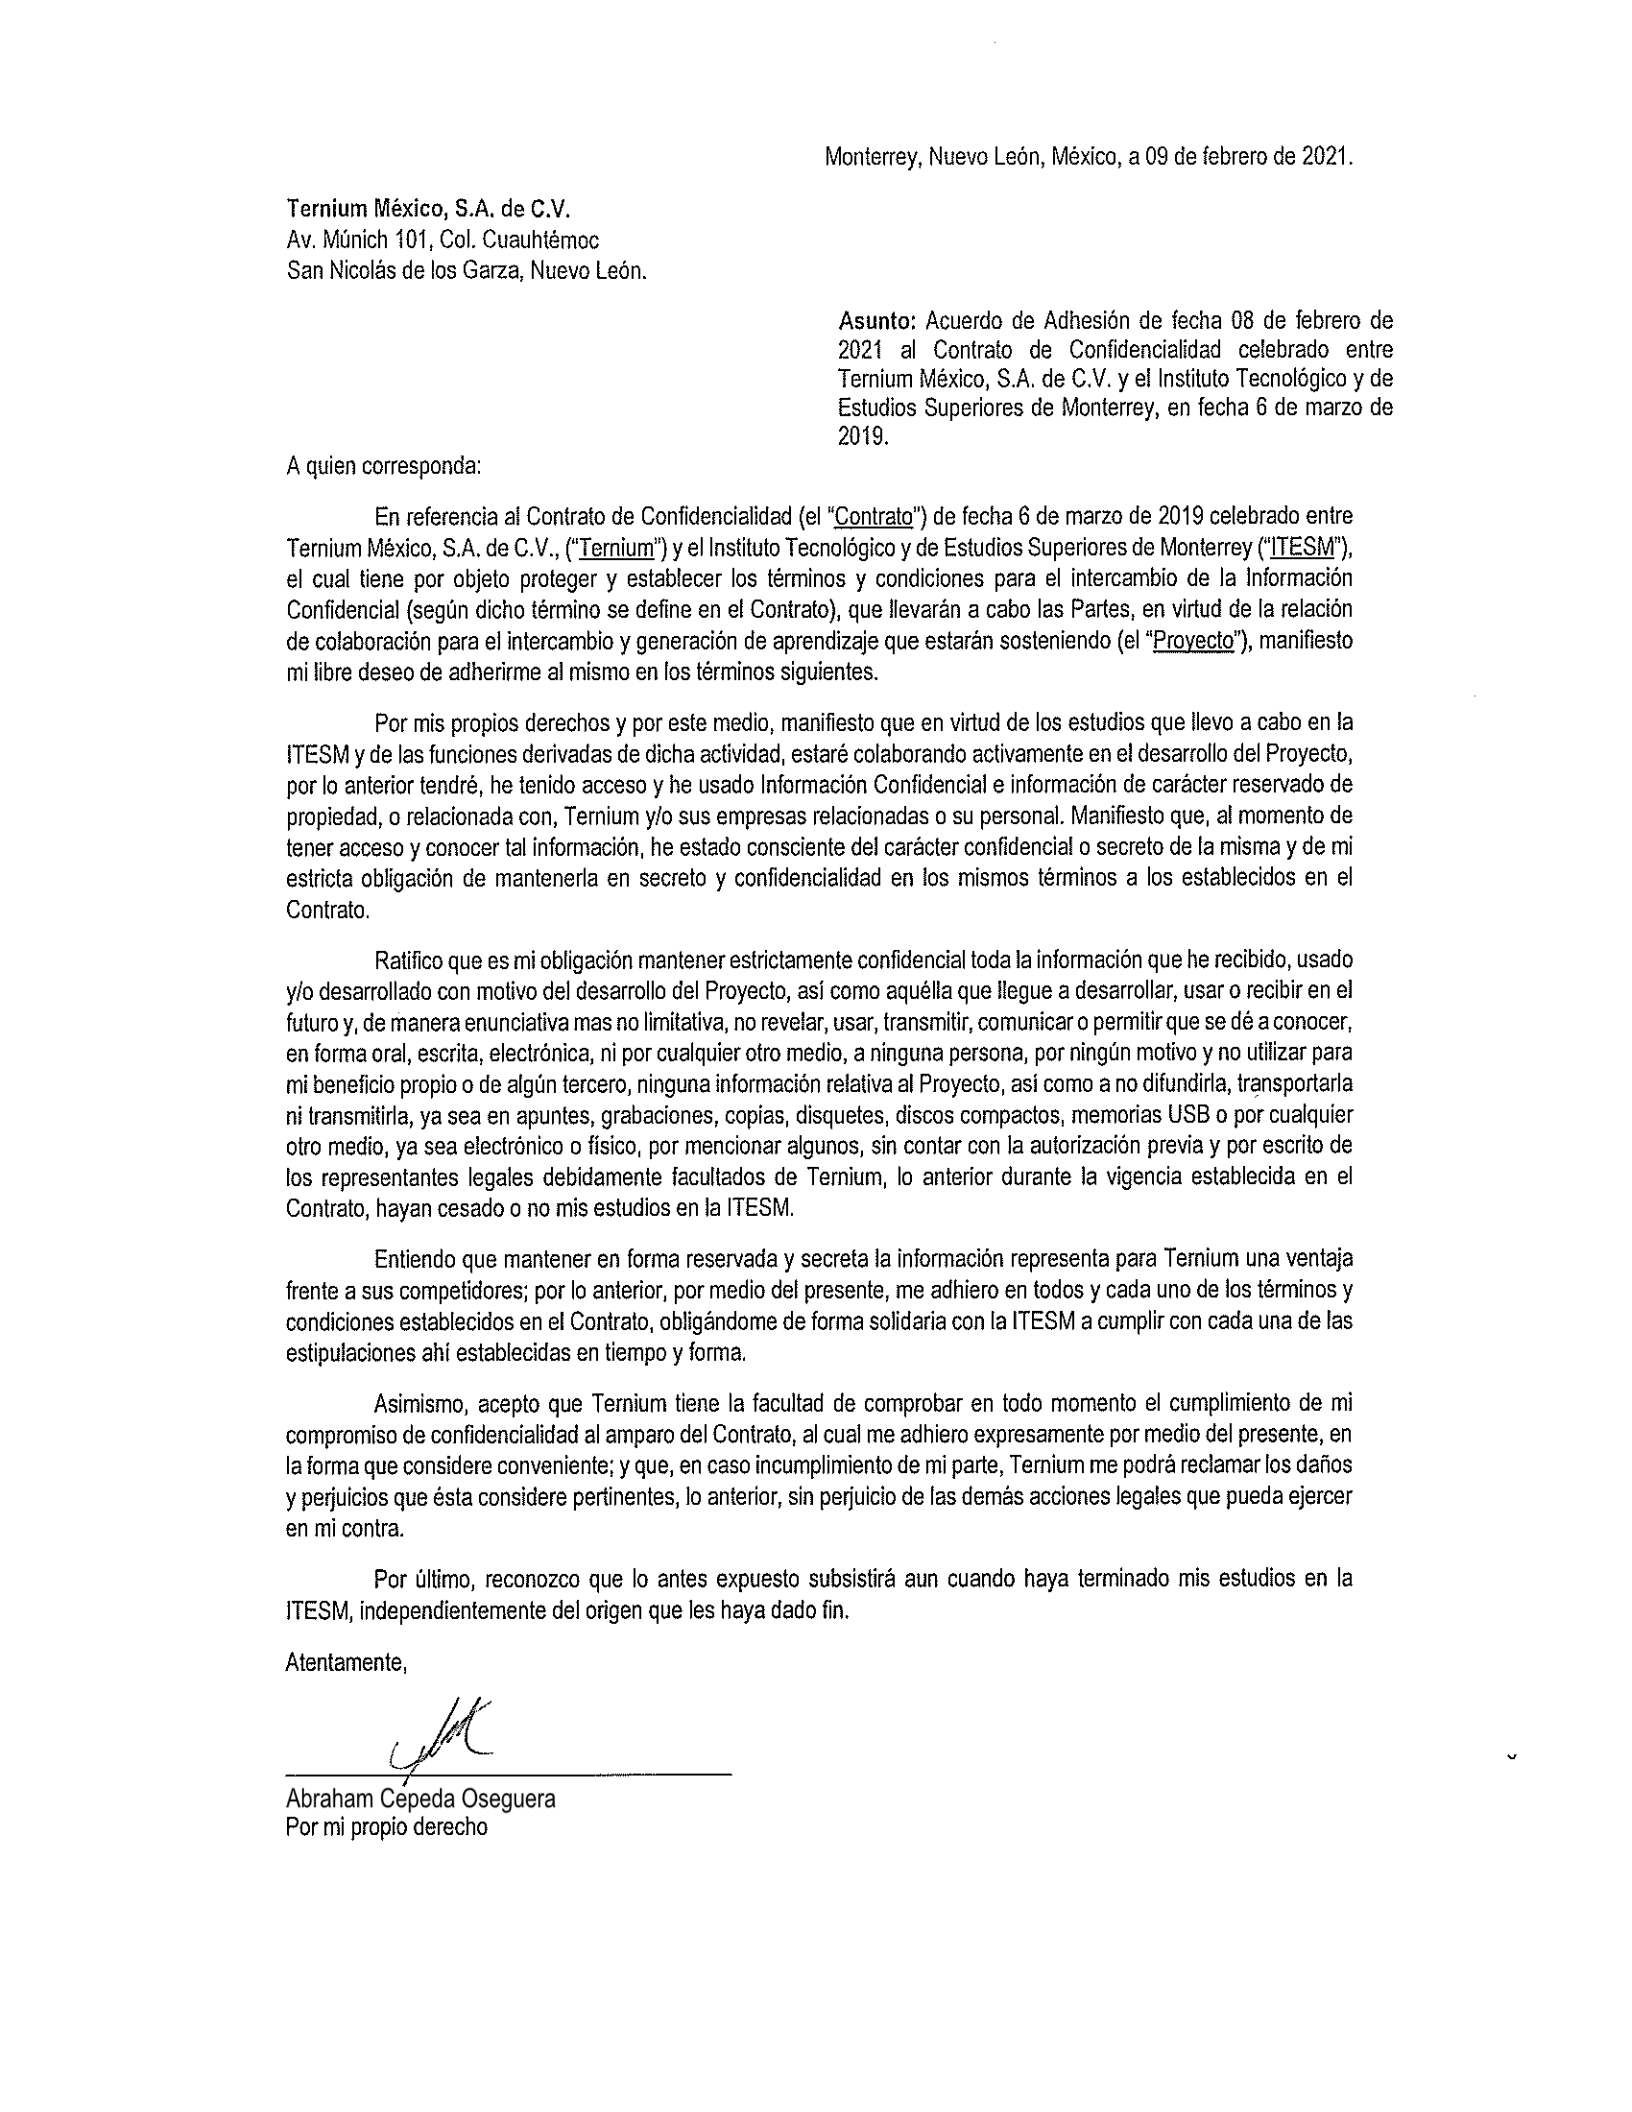 Monterrey, Nuevo León, México, a 09 de febrero de 2021.
Ternium México, S.A. de C.V.
Av. Múnich 101, Col. Cuauhtémoc
San Nicolás de los Garza, Nuevo León.
Asunto: Acuerdo de Adhesión de fecha 08 de febrero de
2021 al Contrato de Confidencialidad celebrado entre
Ternium México, S.A. de C.V. y el Instituto Tecnológico y de
Estudios Superiores de Monterrey, en fecha 6 de marzo de
2019.
A quien corresponda:
En referencia al Contrato de Confidencialidad (el “Contrato”) de fecha 6 de marzo de 2019 celebrado entre
Ternium México, S.A. de C.V., (“Ternium”) y el Instituto Tecnológico y de Estudios Superiores de Monterrey (“ITESM”),
el cual tiene por objeto proteger y establecer los términos y condiciones para el intercambio de la Información
Confidencial (según dicho término se define en el Contrato), que llevarán a cabo las Partes, en virtud de la relación
de colaboración para el intercambio y generación de aprendizaje que estarán sosteniendo (el “Proyecto”), manifiesto
mi libre deseo de adherirme al mismo en los términos siguientes.
Por mis propios derechos y por este medio, manifiesto que en virtud de los estudios que llevo a cabo en la
ITESM y de las funciones derivadas de dicha actividad, estaré colaborando activamente en el desarrollo del Proyecto,
por lo anterior tendré, he tenido acceso y he usado Información Confidencial e información de carácter reservado de
propiedad, o relacionada con, Ternium y/o sus empresas relacionadas o su personal. Manifiesto que, al momento de
tener acceso y conocer tal información, he estado consciente del carácter confidencial o secreto de la misma y de mi
estricta obligación de mantenerla en secreto y confidencialidad en los mismos términos a los establecidos en el
Contrato.
Ratifico que es mi obligación mantener estrictamente confidencial toda la información que he recibido, usado
y/o desarrollado con motivo del desarrollo del Proyecto, así como aquélla que llegue a desarrollar, usar o recibir en el
futuro y, de manera enunciativa mas no limitativa, no revelar, usar, transmitir, comunicar o permitir que se dé a conocer,
en forma oral, escrita, electrónica, ni por cualquier otro medio, a ninguna persona, por ningún motivo y no utilizar para
mi beneficio propio o de algún tercero, ninguna información relativa al Proyecto, así como a no difundirla, transportarla
ni transmitirla, ya sea en apuntes, grabaciones, copias, disquetes, discos compactos, memorias USB o por cualquier
otro medio, ya sea electrónico o físico, por mencionar algunos, sin contar con la autorización previa y por escrito de
los representantes legales debidamente facultados de Ternium, lo anterior durante la vigencia establecida en el
Contrato, hayan cesado o no mis estudios en la ITESM.
Entiendo que mantener en forma reservada y secreta la información representa para Ternium una ventaja
frente a sus competidores; por lo anterior, por medio del presente, me adhiero en todos y cada uno de los términos y
condiciones establecidos en el Contrato, obligándome de forma solidaria con la ITESM a cumplir con cada una de las
estipulaciones ahí establecidas en tiempo y forma.
Asimismo, acepto que Ternium tiene la facultad de comprobar en todo momento el cumplimiento de mi
compromiso de confidencialidad al amparo del Contrato, al cual me adhiero expresamente por medio del presente, en
la forma que considere conveniente; y que, en caso incumplimiento de mi parte, Ternium me podrá reclamar los daños
y perjuicios que ésta considere pertinentes, lo anterior, sin perjuicio de las demás acciones legales que pueda ejercer
en mi contra.
Por último, reconozco que lo antes expuesto subsistirá aun cuando haya terminado mis estudios en la
ITESM, independientemente del origen que les haya dado fin.
Atentamente,
Abraham Cepeda Oseguera
Por mi propio derecho